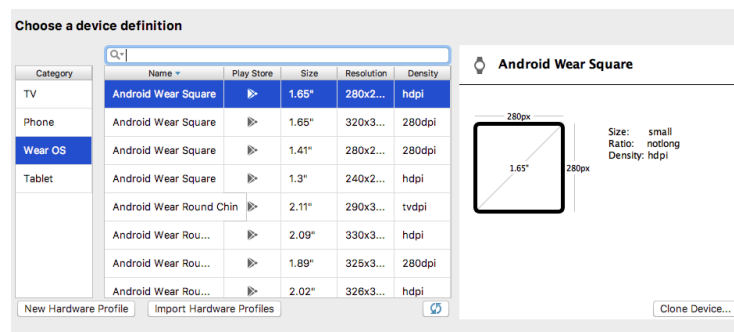 Choose a device definition
Category
Name Play Store Size Resolution Density
TV
Phone
Wear OS
Tablet
Android Wear Square 1.65" 280x2... hdpi
Android Wear Square 1.65" 320x3... 280dpi
Android Wear Square 1.41" 280x2... 280dpi
Android Wear Square 1.3" 240x2... hdpi
Android Wear Round Chin 2.11" 290x3... tvdpi
Android Wear Rou... 2.09" 330x3... hdpi
Android Wear Rou... 1.89" 325x3... 280dpi
Android Wear Rou... 2.02" 326x3... hdpi
New Hardware Profile Import Hardware Profiles
Android Wear Square
280px
1.65"
280px
Size: small
Ratio: notlong
Density: hdpi
Clone Device...